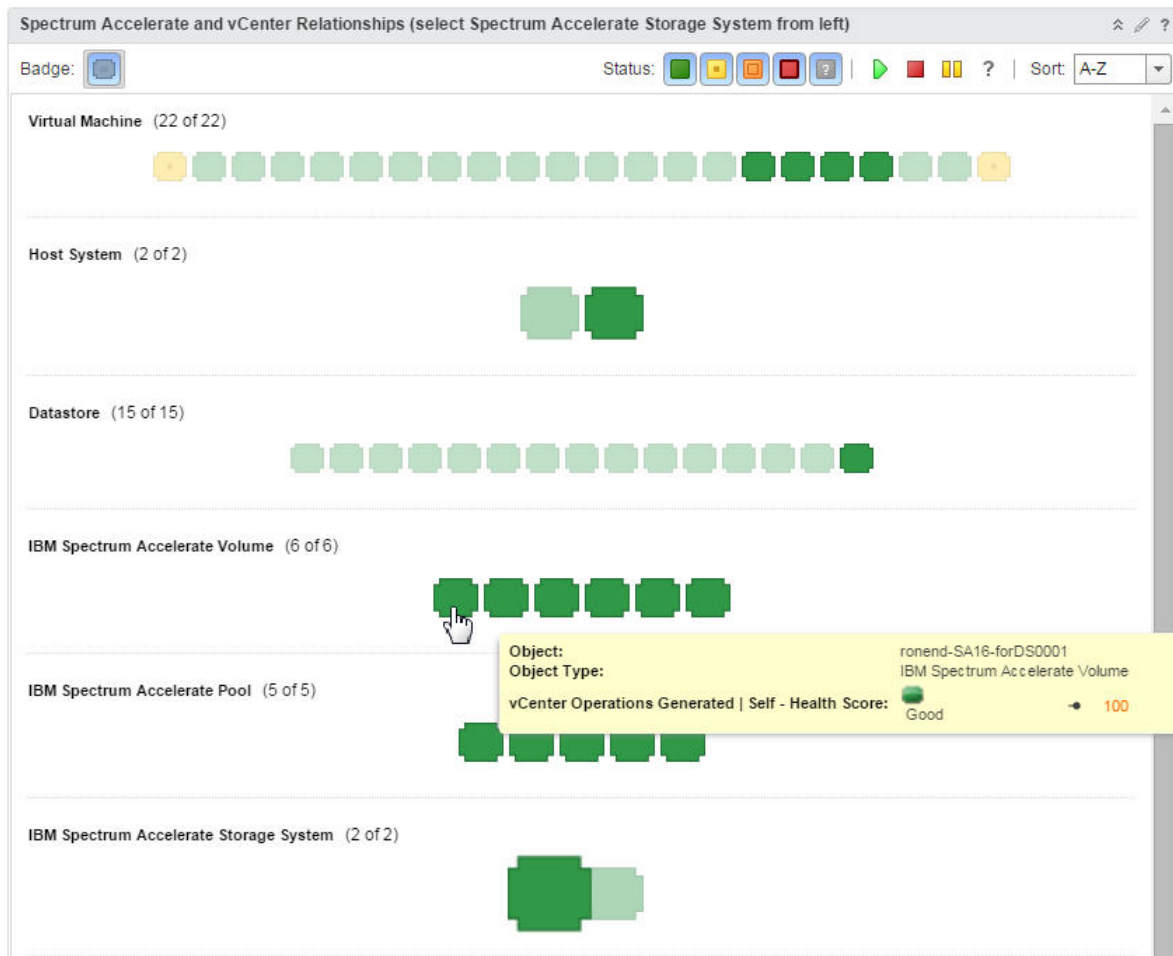 Spectrum Accelerate and vCenter Relationships (select Spectrum Accelerate Storage System from left) ?
Badge: Status: ? ? Sort: A-Z
Virtual Machine (22 of 22)
Host System (2 of 2)
Datastore (15 of 15)
IBM Spectrum Accelerate Volume (6 of 6)
Object: ronend-SA16-forDS0001
Object Type: IBM Spectrum Accelerate Volume
vCenter Operations Generated | Self - Health Score: Good 100
IBM Spectrum Accelerate Pool (5 of 5)
IBM Spectrum Accelerate Storage System (2 of 2)